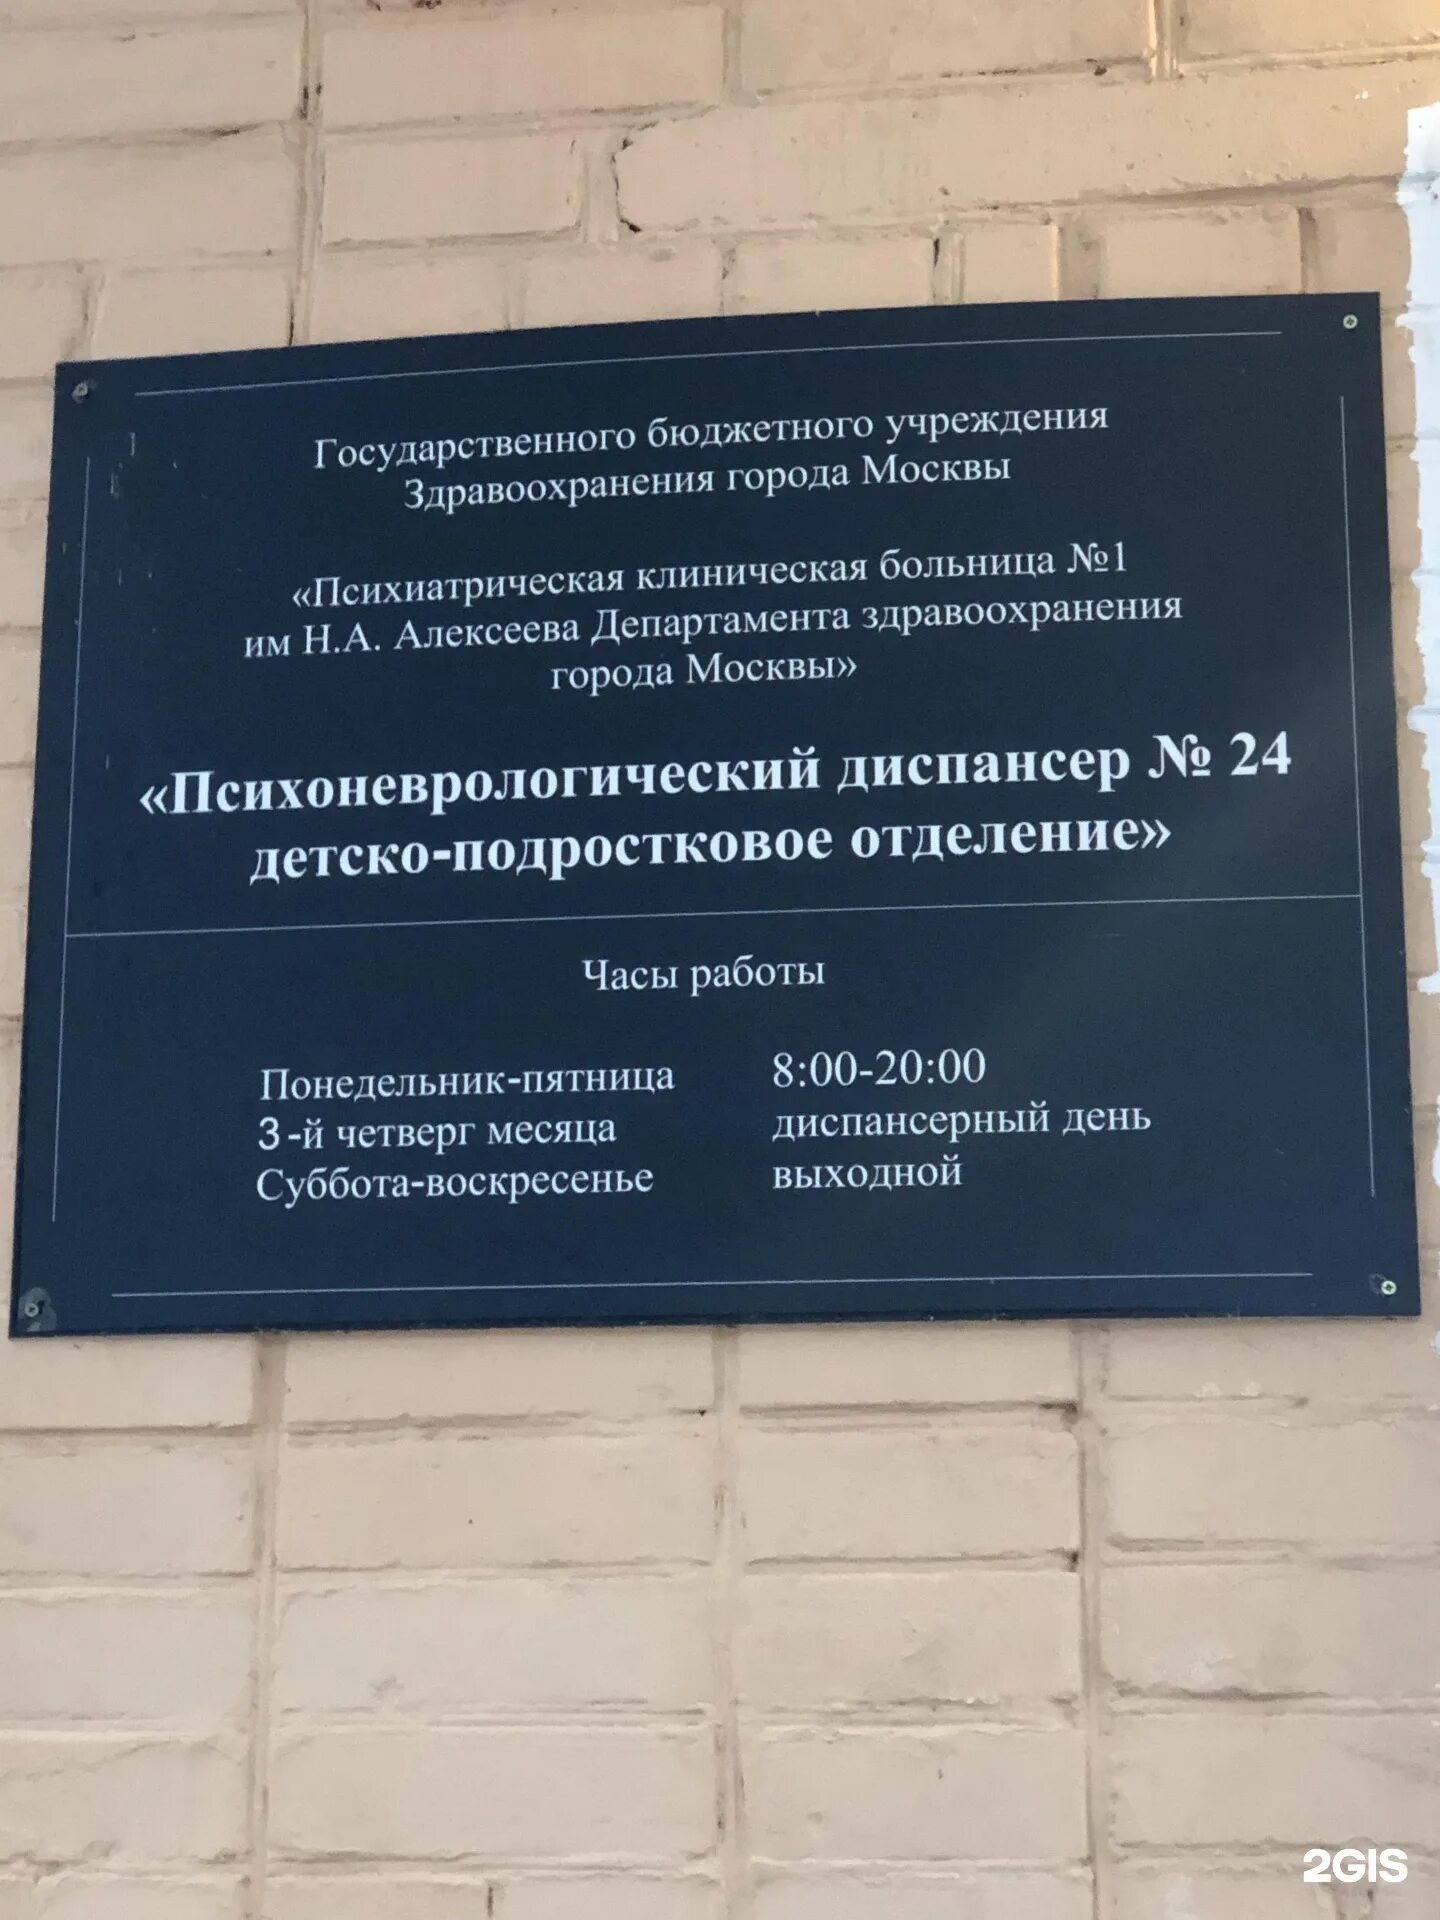 Государственного бюджетного учреждения
Здравоохранения города Москвы
«Психиатрическая клиническая больница №1
им Н.А. Алексеева Департамента здравоохранения
города Москвы»
«Психоневрологический диспансер № 24
детско-подростковое отделение»
Часы работы
Понедельник-пятница 8:00-20:00
3 -й четверг месяца диспансерный день
Суббота-воскресенье выходной
2GIS